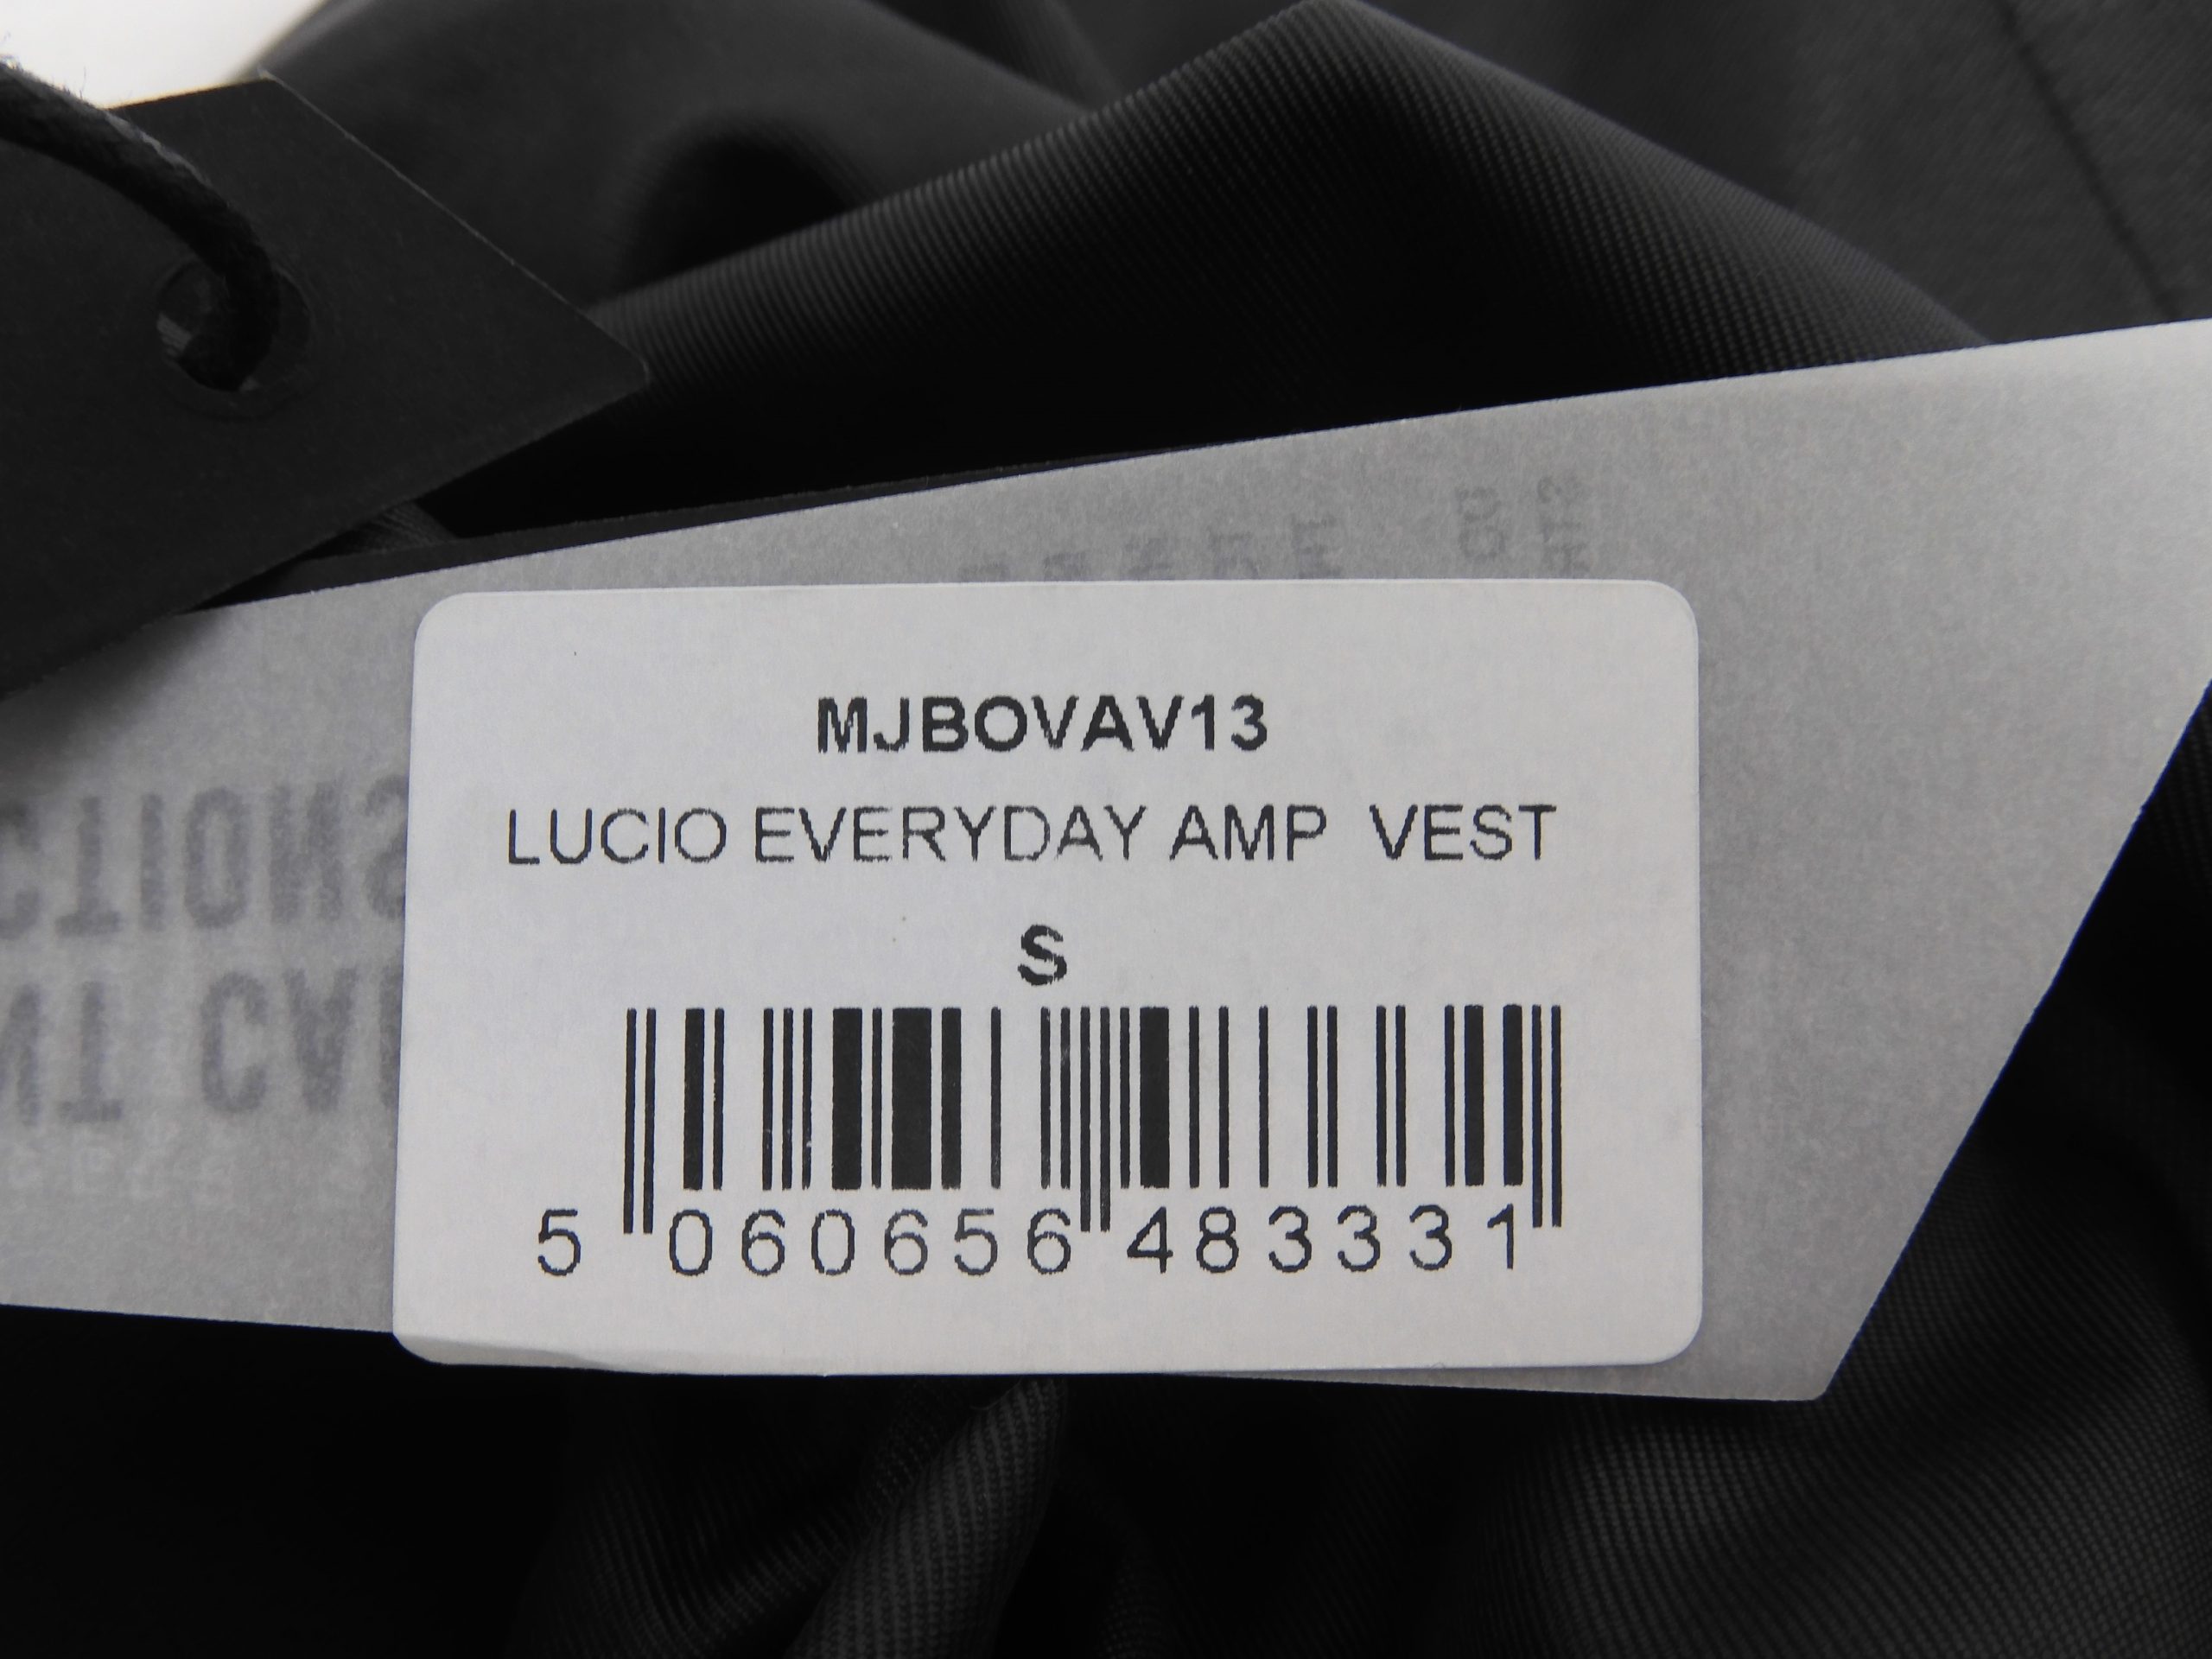 MJBOVAV13
LUCIO EVERYDAY AMP VEST
S
5 060656 483331